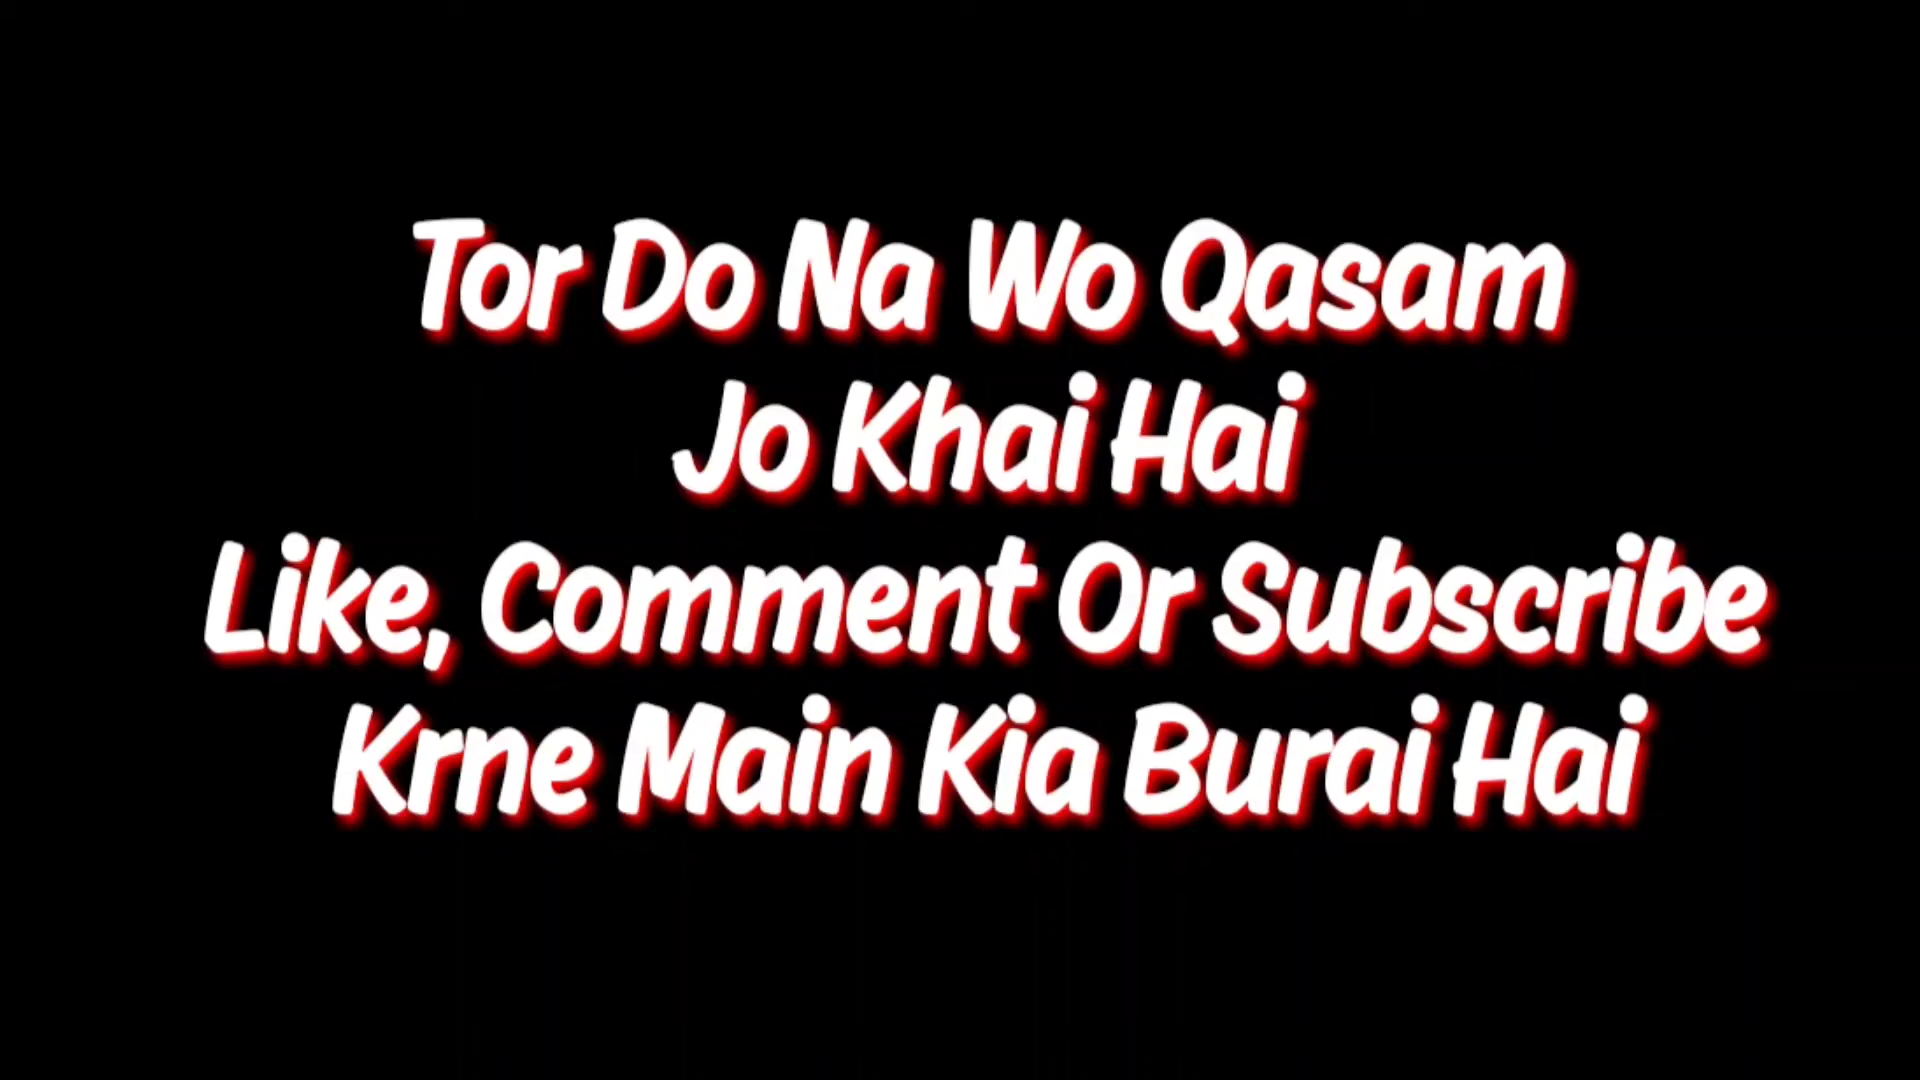 Tor Do Na Wo Qasam
Jo Khai Hai
Like, Comment Or Subscribe
Krne Main Kia Burai Hai